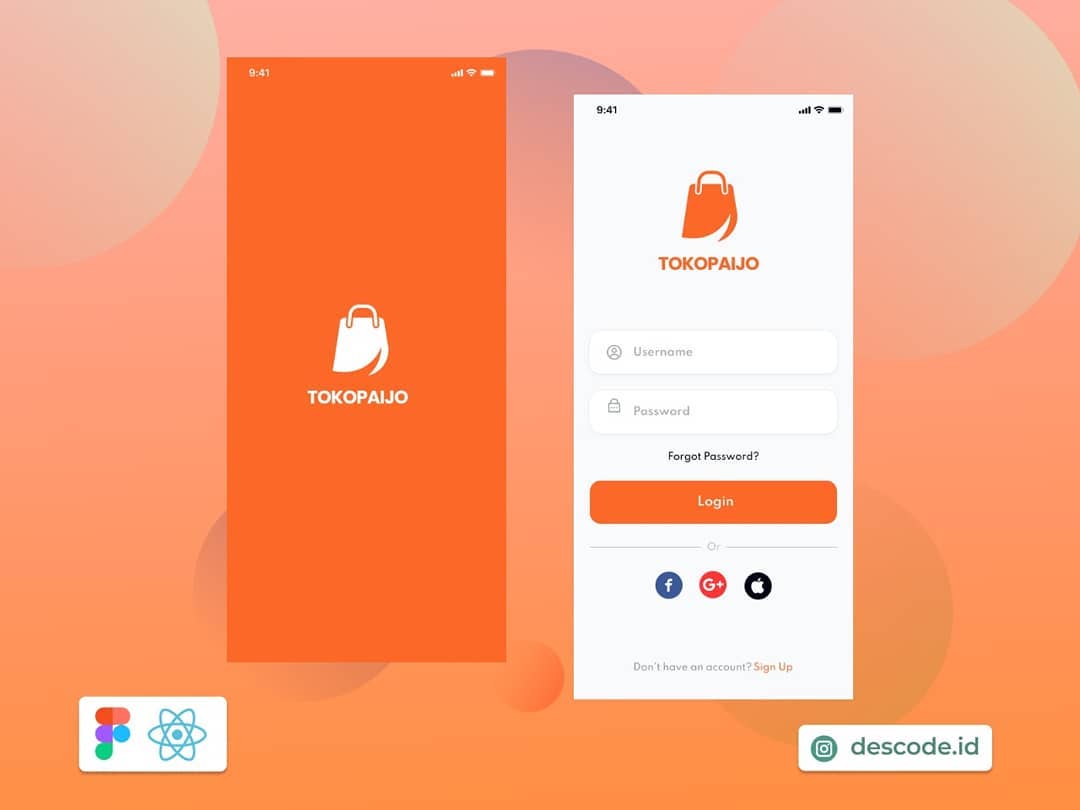 9:41
TOKOPAIJO
9:41
TOKOPAIJO
Username
Password
Forgot Password?
Login
Or
f
G+
Don't have an account? Sign Up
descode.id